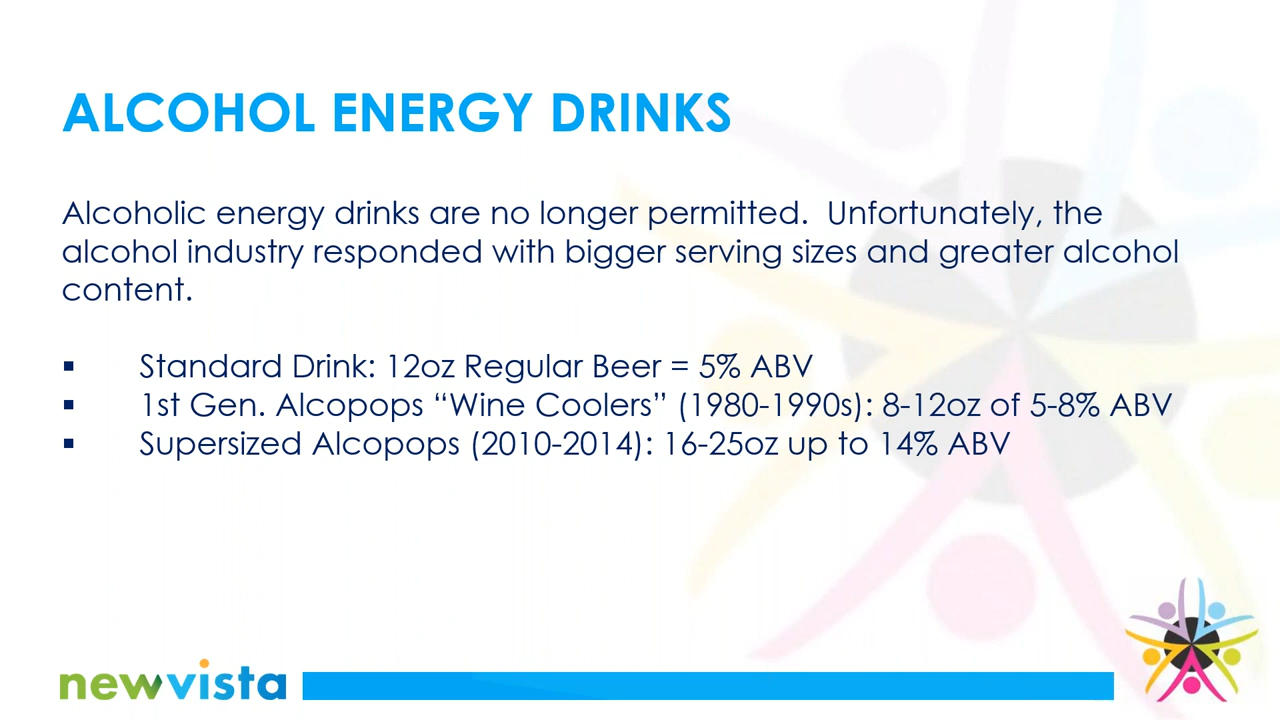 ALCOHOL ENERGY DRINKS
Alcoholic energy drinks are no longer permitted.  Unfortunately, the
alcohol industry responded with bigger serving sizes and greater alcohol
content.
▪ Standard Drink: 12oz Regular Beer = 5% ABV
▪ 1st Gen. Alcopops “Wine Coolers” (1980-1990s): 8-12oz of 5-8% ABV
▪ Supersized Alcopops (2010-2014): 16-25oz up to 14% ABV
newvista